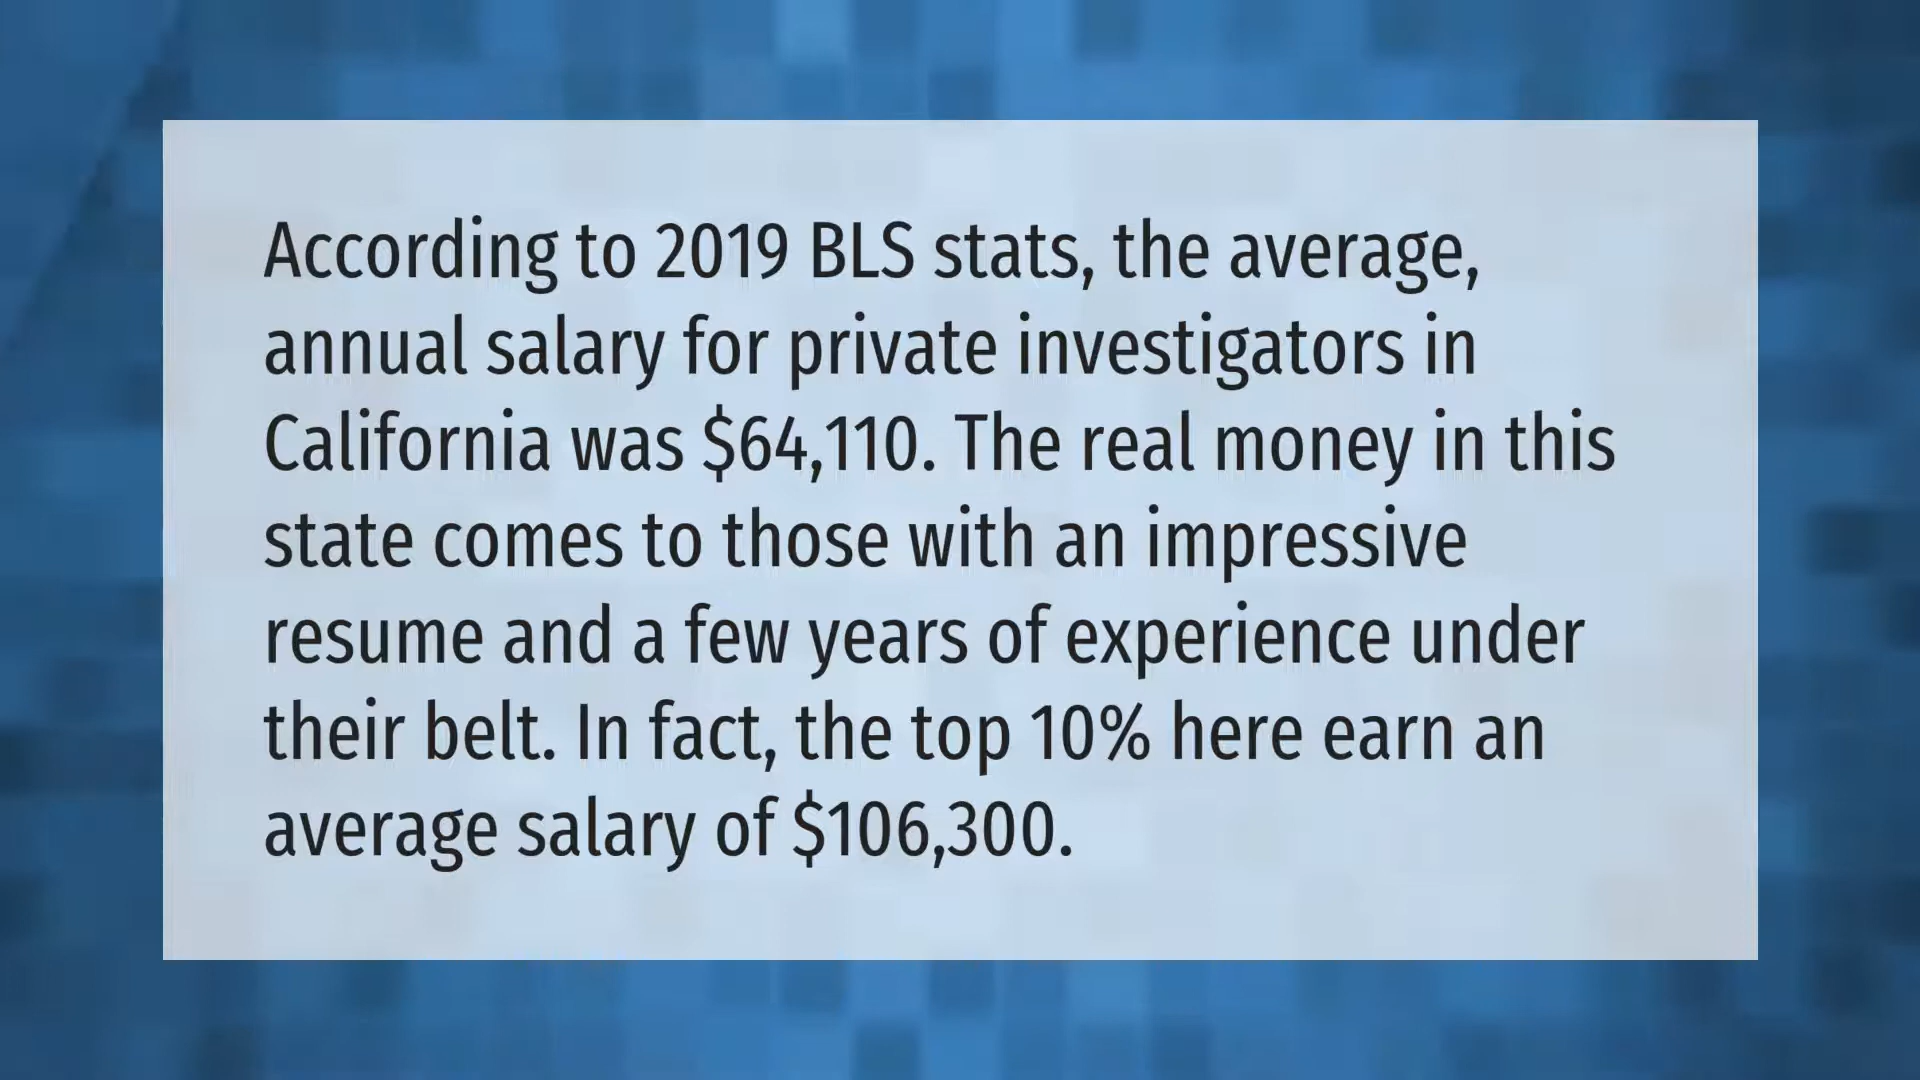 According to 2019 BLS stats, the average,
annual salary for private investigators in
California was $64,110. The real money in this
state comes to those with an impressive
resume and a few years of experience under
their belt. In fact, the top 10% here earn an
average salary of $106,300.